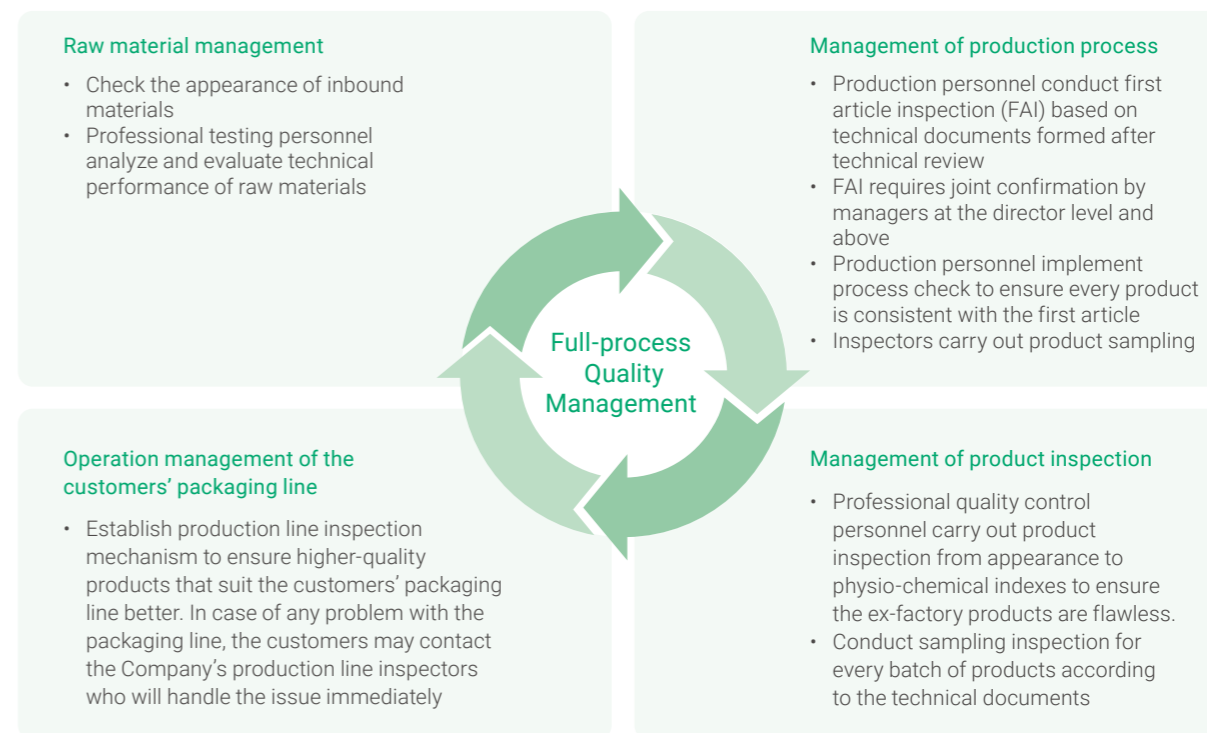 Raw material management
• Check the appearance of inbound
materials
• Professional testing personnel
analyze and evaluate technical
performance of raw materials
Management of production process
• Production personnel conduct first
article inspection (FAI) based on
technical documents formed after
technical review
• FAI requires joint confirmation by
managers at the director level and
above
• Production personnel implement
process check to ensure every product
is consistent with the first article
• Inspectors carry out product sampling
Full-process
Quality
Management
Operation management of the
customers’ packaging line
• Establish production line inspection
mechanism to ensure higher-quality
products that suit the customers’ packaging
line better. In case of any problem with the
packaging line, the customers may contact
the Company’s production line inspectors
who will handle the issue immediately
Management of product inspection
• Professional quality control
personnel carry out product
inspection from appearance to
physio-chemical indexes to ensure
the ex-factory products are flawless.
• Conduct sampling inspection for
every batch of products according
to the technical documents